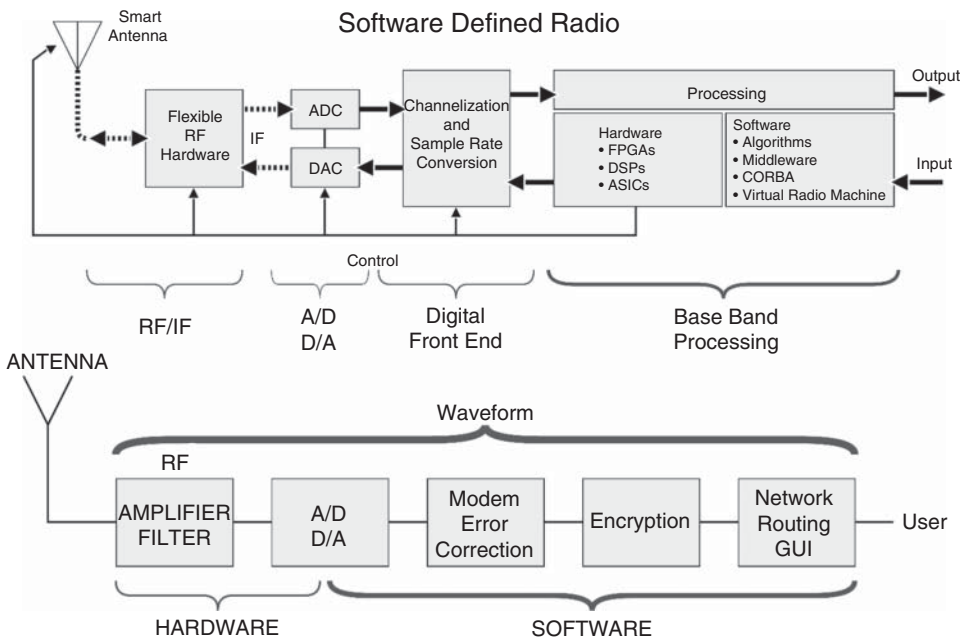 Software Defined Radio
Smart
Antenna
Flexible
RF
Hardware
IF
ADC
DAC
Channelization
and
Sample Rate
Conversion
Processing
Hardware
• FPGAs
• DSPs
• ASICs
Software
• Algorithms
• Middleware
• CORBA
• Virtual Radio Machine
Output
Input
Control
RF/IF
A/D
D/A
Digital
Front End
Base Band
Processing
ANTENNA
Waveform
RF
AMPLIFIER
FILTER
A/D
D/A
Modem
Error
Correction
Encryption
Network
Routing
GUI
User
HARDWARE
SOFTWARE